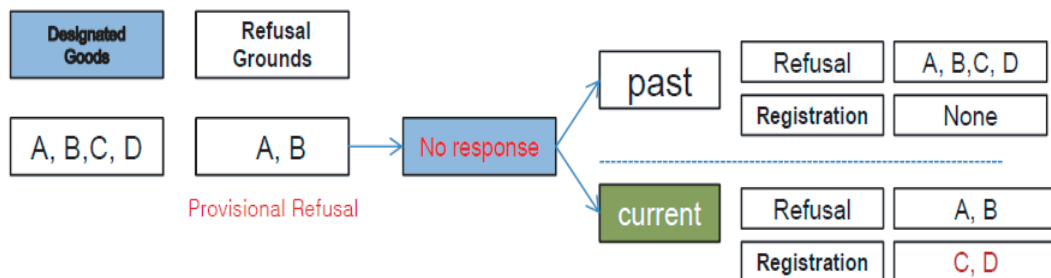 Designated
Goods
Refusal
Grounds
A, B,C, D
A, B
Provisional Refusal
No response
past
Refusal
A, B,C, D
Registration
None
current
Refusal
A, B
Registration
C, D